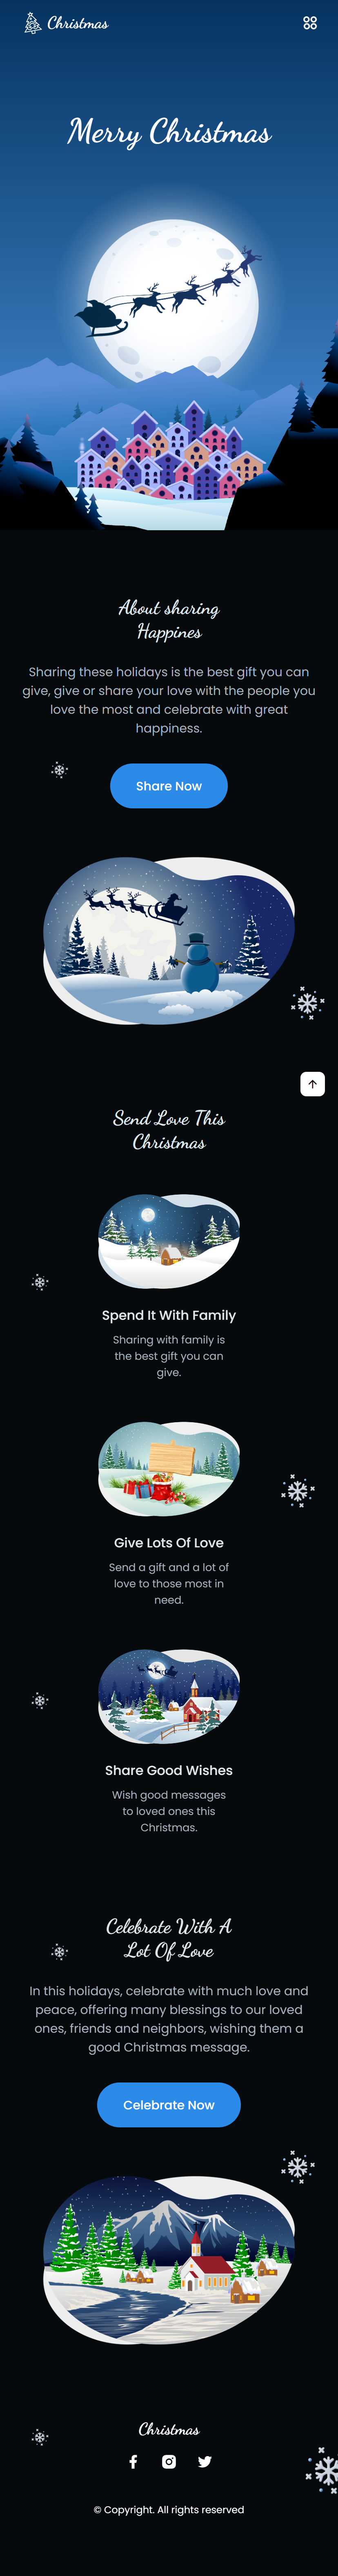 Christmas
Merry Christmas
About sharing
Happines
Sharing these holidays is the best gift you can
give, give or share your love with the people you
love the most and celebrate with great
happiness.
Share Now
Send Love This
Christmas
Spend It With Family
Sharing with family is
the best gift you can
give.
Give Lots Of Love
Send a gift and a lot of
love to those most in
need.
Share Good Wishes
Wish good messages
to loved ones this
Christmas.
Celebrate With A
Lot Of Love
In this holidays, celebrate with much love and
peace, offering many blessings to our loved
ones, friends and neighbors, wishing them a
good Christmas message.
Celebrate Now
Christmas
© Copyright. All rights reserved